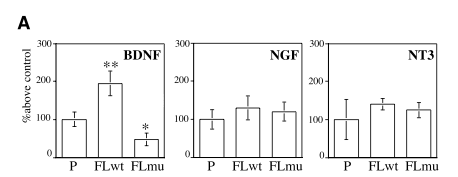 A
%above control
300
200
100
0
BDNF
**
*
P FLwt FLmu
300
200
100
0
NGF
P FLwt FLmu
300
200
100
0
NT3
P FLwt FLmu